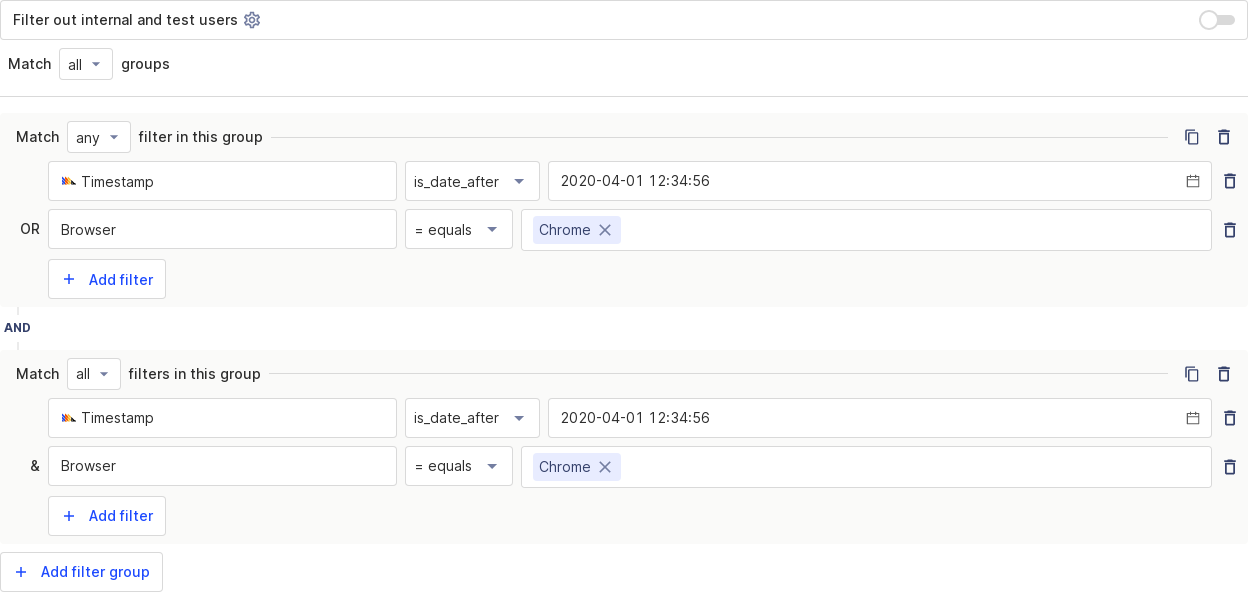 Filter out internal and test users
Match all groups
Match any filter in this group
Timestamp is_date_after 2020-04-01 12:34:56
OR Browser = equals Chrome
+ Add filter
AND
Match all filters in this group
Timestamp is_date_after 2020-04-01 12:34:56
& Browser = equals Chrome
+ Add filter
+ Add filter group